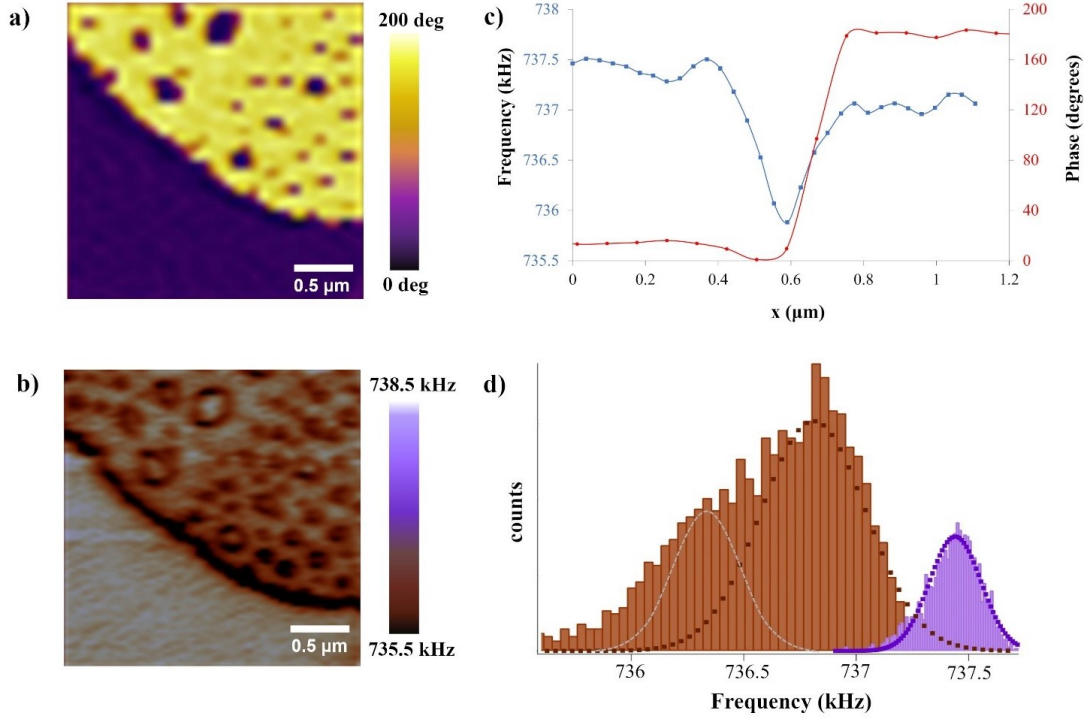 a)
200 deg
0 deg
0.5 µm
c)
738
737.5
737
736.5
736
735.5
Frequency (kHz)
200
160
120
80
40
0
Phase (degrees)
0 0.2 0.4 0.6 0.8 1 1.2
x (µm)
b)
738.5 kHz
735.5 kHz
0.5 µm
d)
counts
736 736.5 737 737.5
Frequency (kHz)